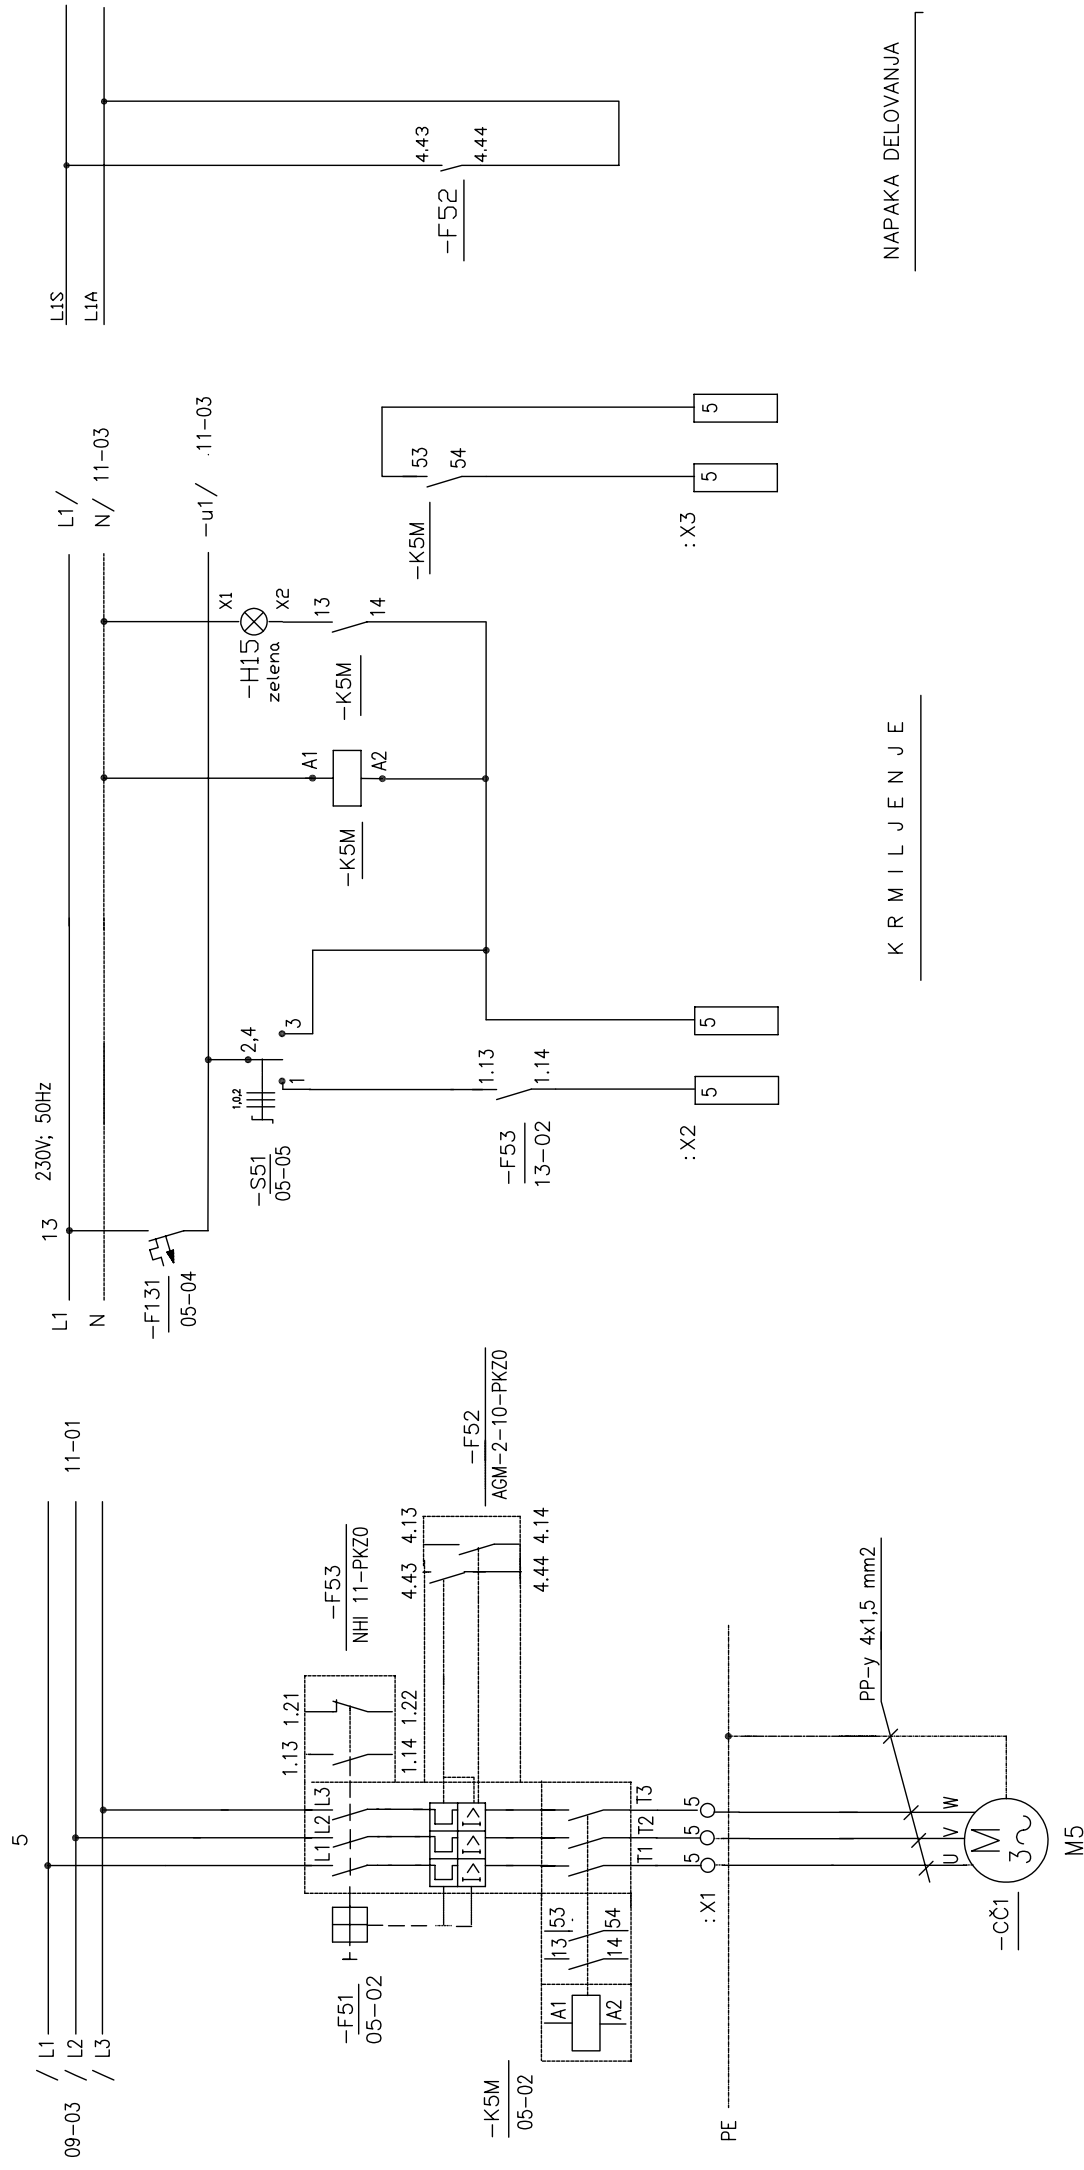 5
11-01
09-03
/ L1
/ L2
/ L3
-F51
05-02
L1
L2
L3
1.13
1.21
1.14
1.22
-F53
NHI 11-PKZ0
4.43
4.13
4.44
4.14
-F52
AGM-2-10-PKZ0
I>
I>
I>
-K5M
05-02
A1
A2
13
53
14
54
T1
T2
T3
:X1
5
5
5
PE
PP-y 4x1,5 mm2
U
V
W
M
3
-CČ1
M5
L1
N
13
230V; 50Hz
L1/
N/ 11-03
-u1/ 11-03
-F131
05-04
-S51
05-05
1,0,2
2,4
1
3
-F53
13-02
1.13
1.14
:X2
5
5
-K5M
A1
A2
-H15
zelena
X1
X2
-K5M
13
14
-K5M
53
54
:X3
5
5
KRMILJENJE
L1S
L1A
-F52
4.43
4.44
NAPAKA DELOVANJA